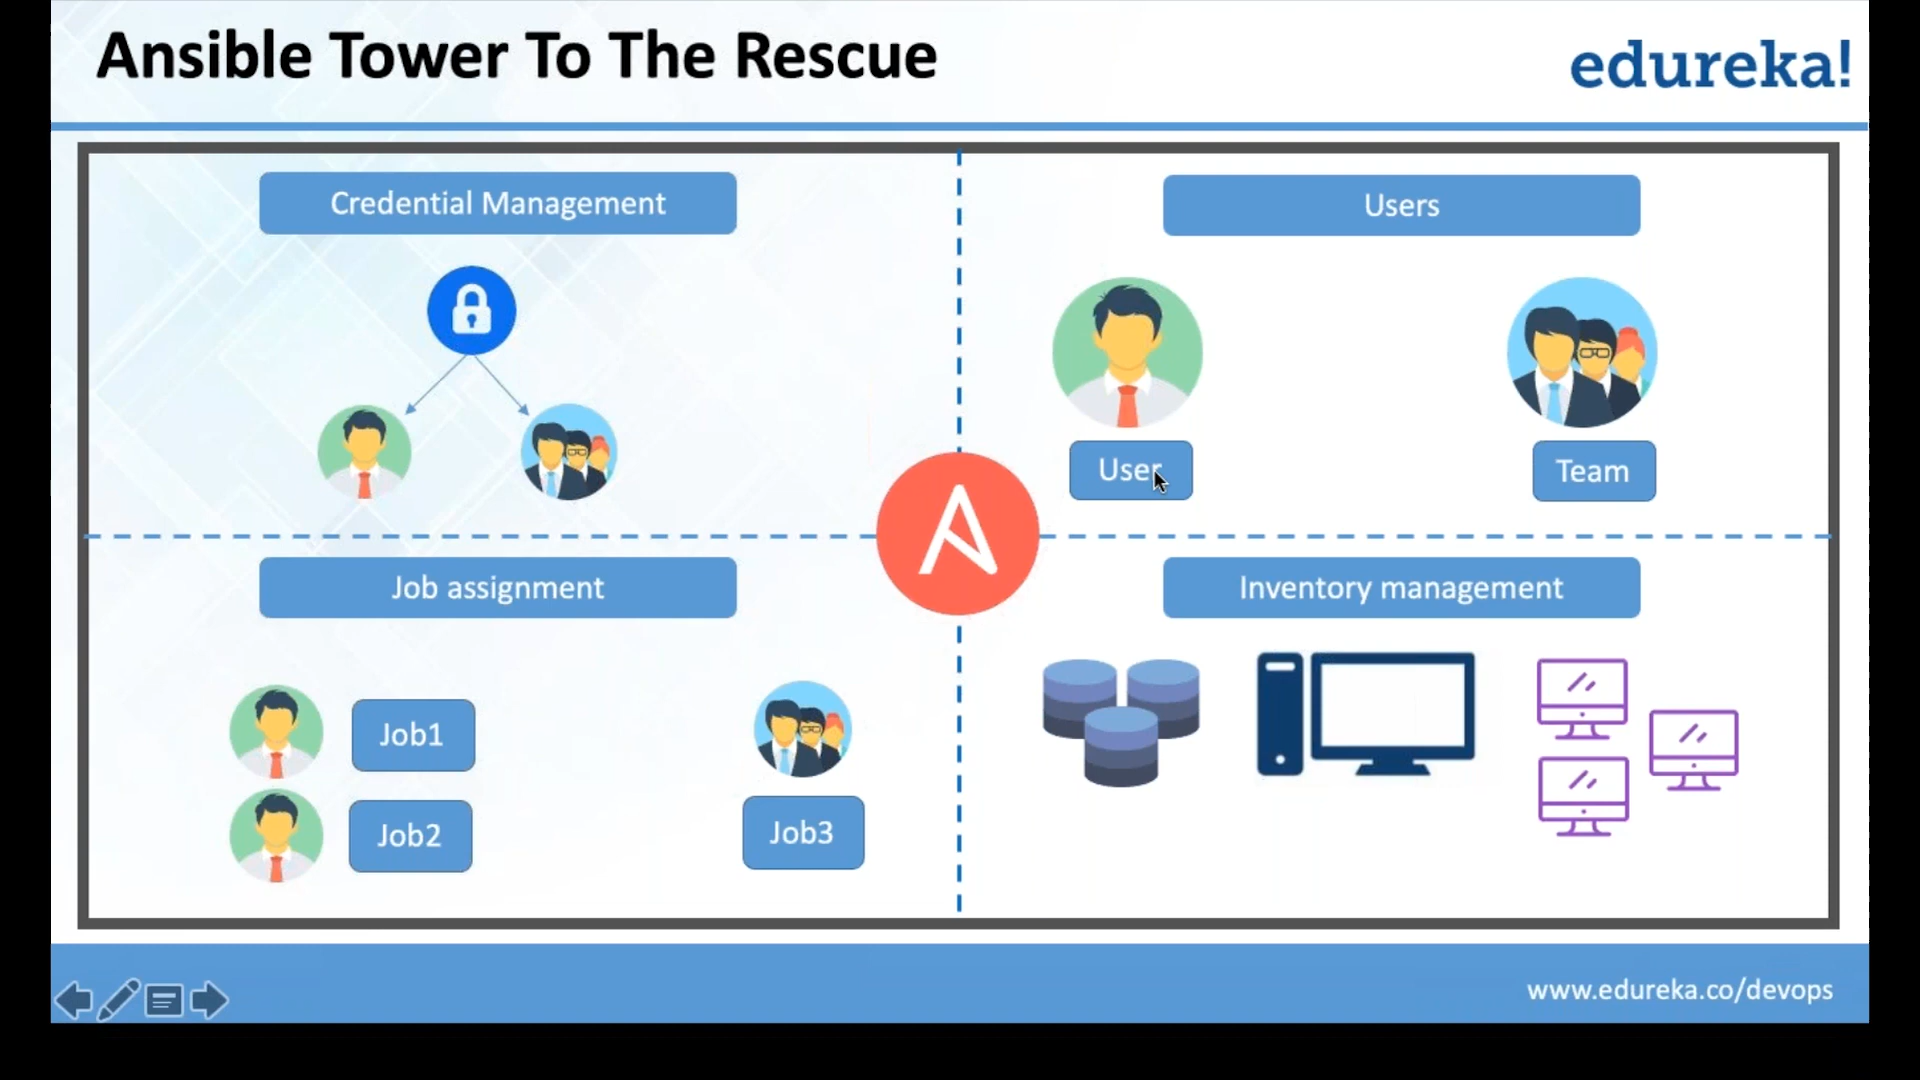 Ansible Tower To The Rescue
edureka!
Credential Management
Users
User
Team
Job assignment
Inventory management
Job1
Job2
Job3
www.edureka.co/devops